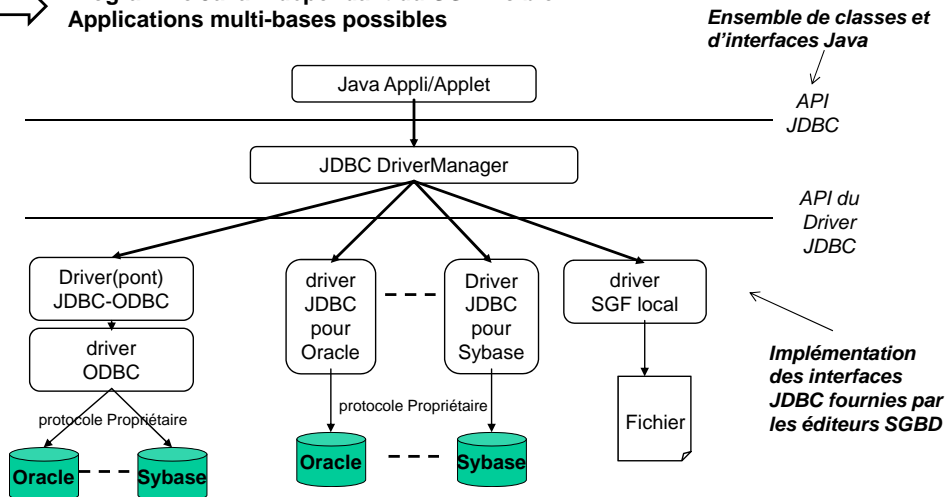 Applications multi-bases possibles
Ensemble de classes et
d'interfaces Java
Java Appli/Applet
API
JDBC
JDBC DriverManager
API du
Driver
JDBC
Driver(pont)
JDBC-ODBC
driver
JDBC
pour
Oracle
Driver
JDBC
pour
Sybase
driver
SGF local
driver
ODBC
Implémentation
des interfaces
JDBC fournies par
les éditeurs SGBD
protocole Propriétaire
protocole Propriétaire
Fichier
Oracle
Sybase
Oracle
Sybase